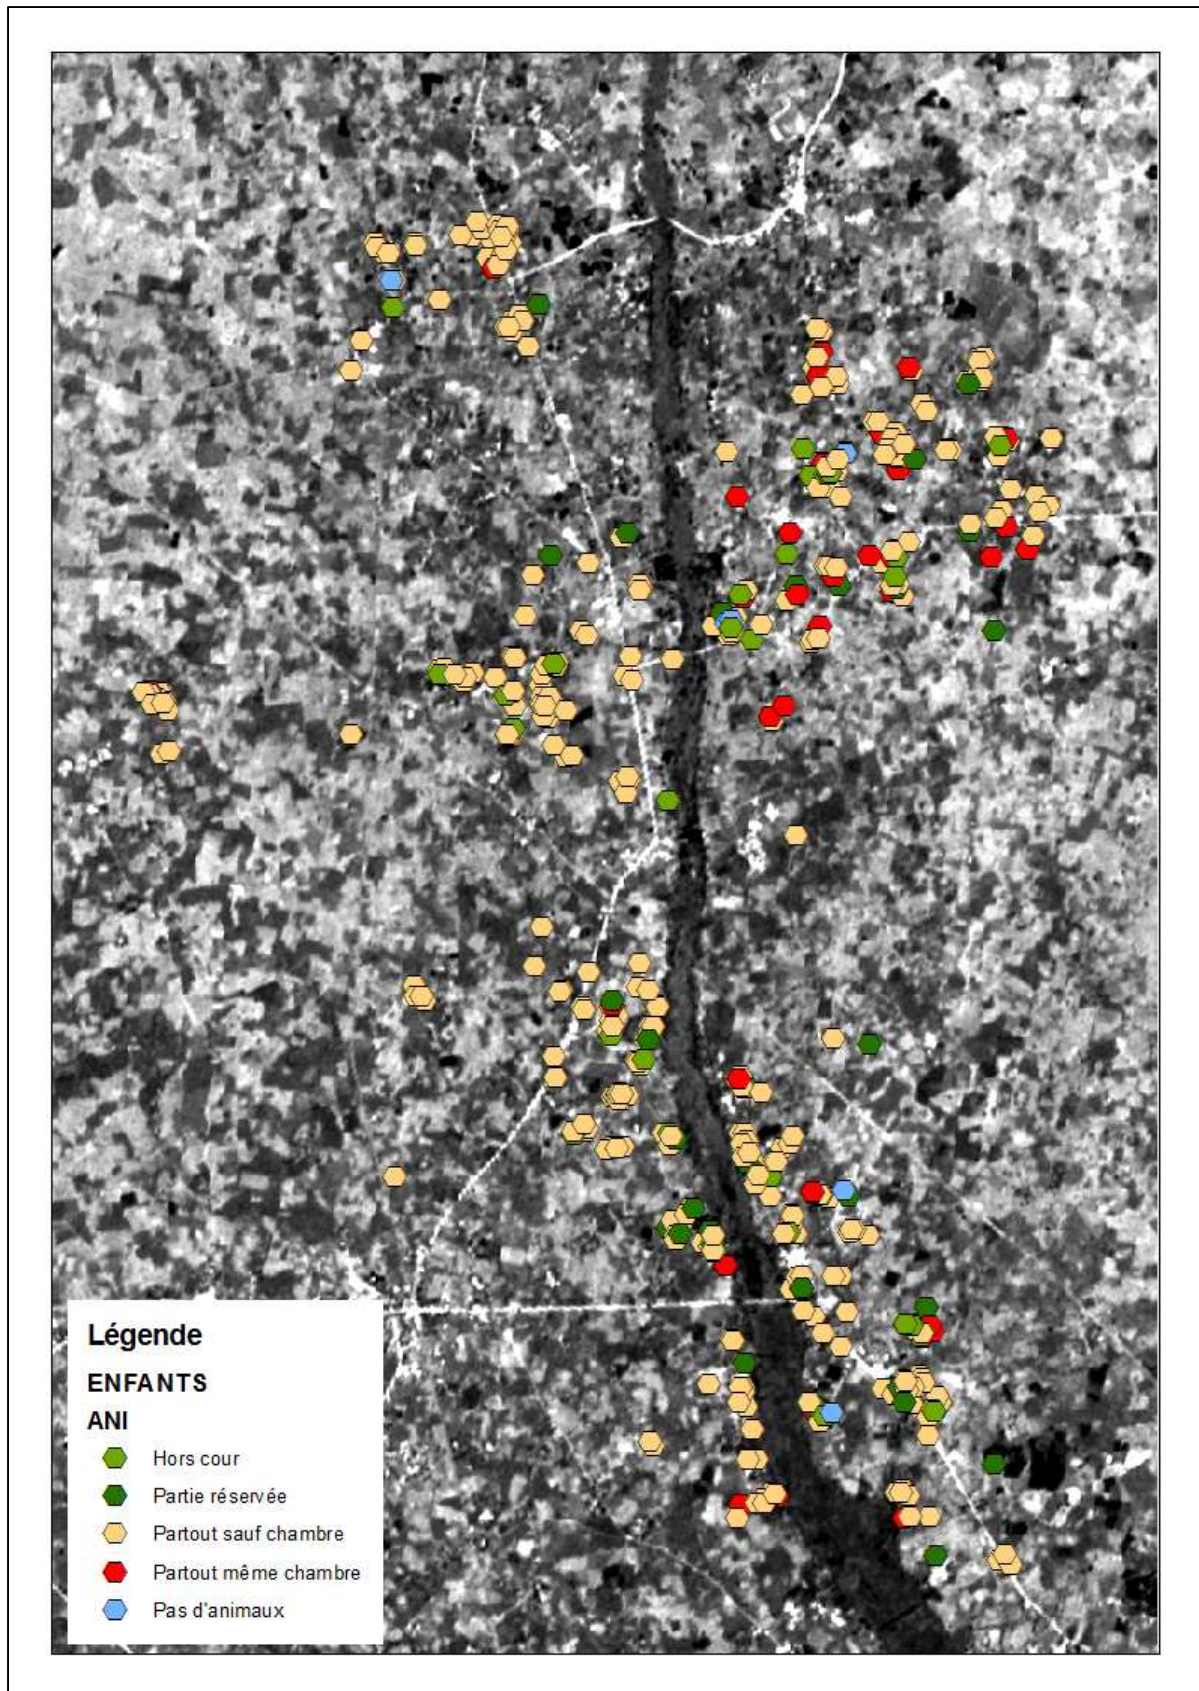 Légende
ENFANTS
ANI
Hors cour
Partie réservée
Partout sauf chambre
Partout même chambre
Pas d'animaux